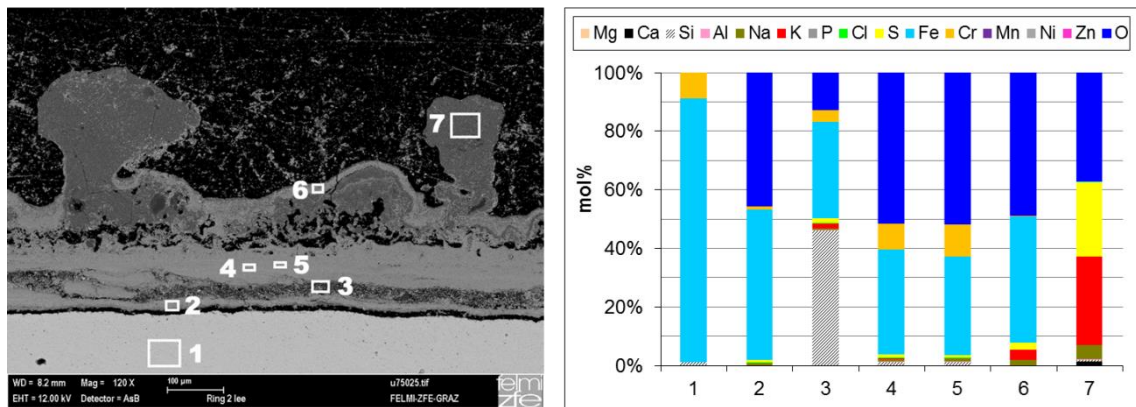 7
6
4
5
3
2
1
WD = 8.2 mm
Mag = 120 X
100 µm
u75025.tif
EHT = 12.00 kV
Detector = AsB
Ring 2 lee
FELMI-ZFE-GRAZ
felmi
zfe
Mg Ca Si Al Na K P Cl S Fe Cr Mn Ni Zn O
100%
80%
60%
40%
20%
0%
mol%
1 2 3 4 5 6 7